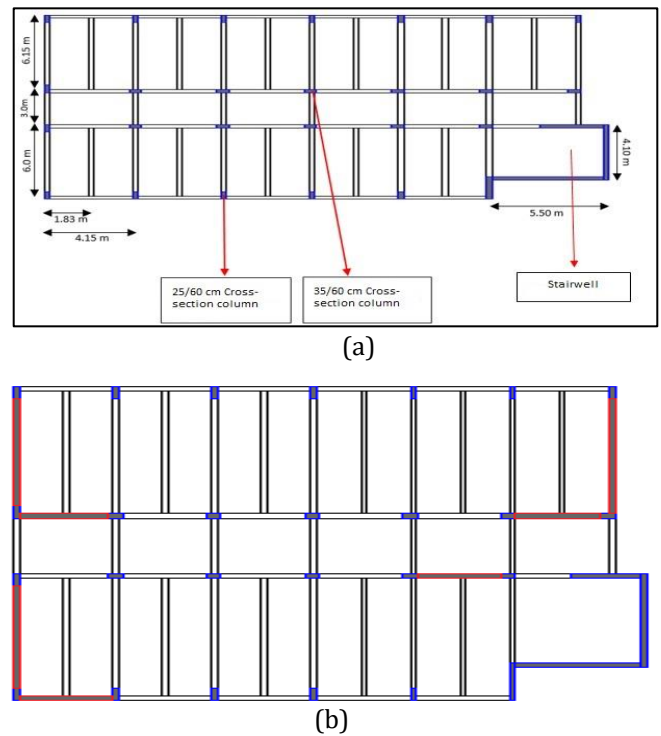 6.15 m
3.0m
6.0 m
4.10 m
1.83 m
5.50 m
4.15 m
25/60 cm Cross-
section column
35/60 cm Cross-
section column
Stairwell
(a)
(b)